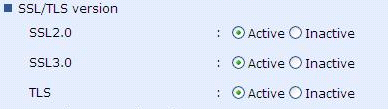 SSL/TLS version
SSL2.0 : Active Inactive
SSL3.0 : Active Inactive
TLS : Active Inactive